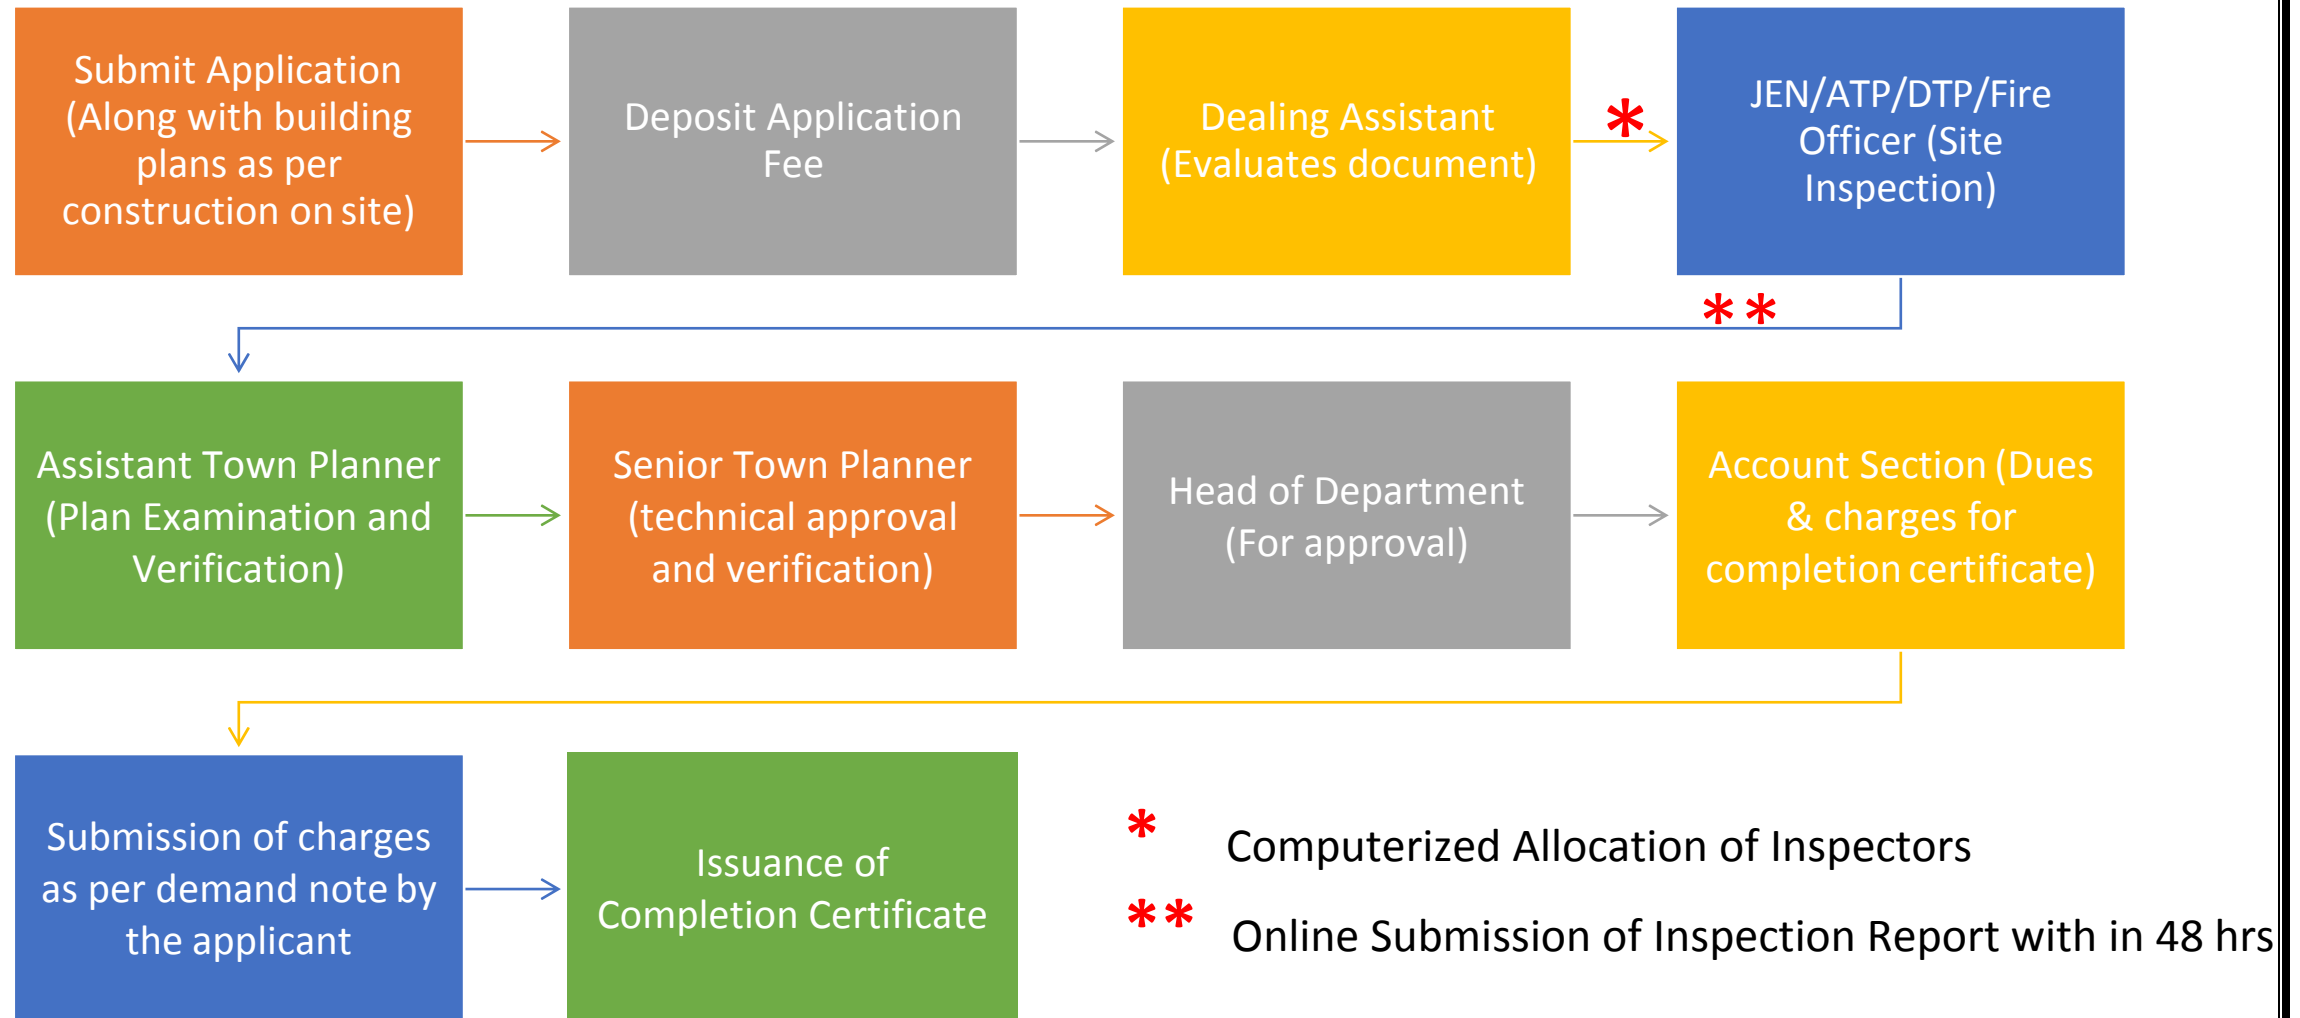 Submit Application
(Along with building
plans as per
construction on site)
Deposit Application
Fee
Dealing Assistant
(Evaluates document)
*
JEN/ATP/DTP/Fire
Officer (Site
Inspection)
**
Assistant Town Planner
(Plan Examination and
Verification)
Senior Town Planner
(technical approval
and verification)
Head of Department
(For approval)
Account Section (Dues
& charges for
completion certificate)
Submission of charges
as per demand note by
the applicant
Issuance of
Completion Certificate
* Computerized Allocation of Inspectors
** Online Submission of Inspection Report with in 48 hrs